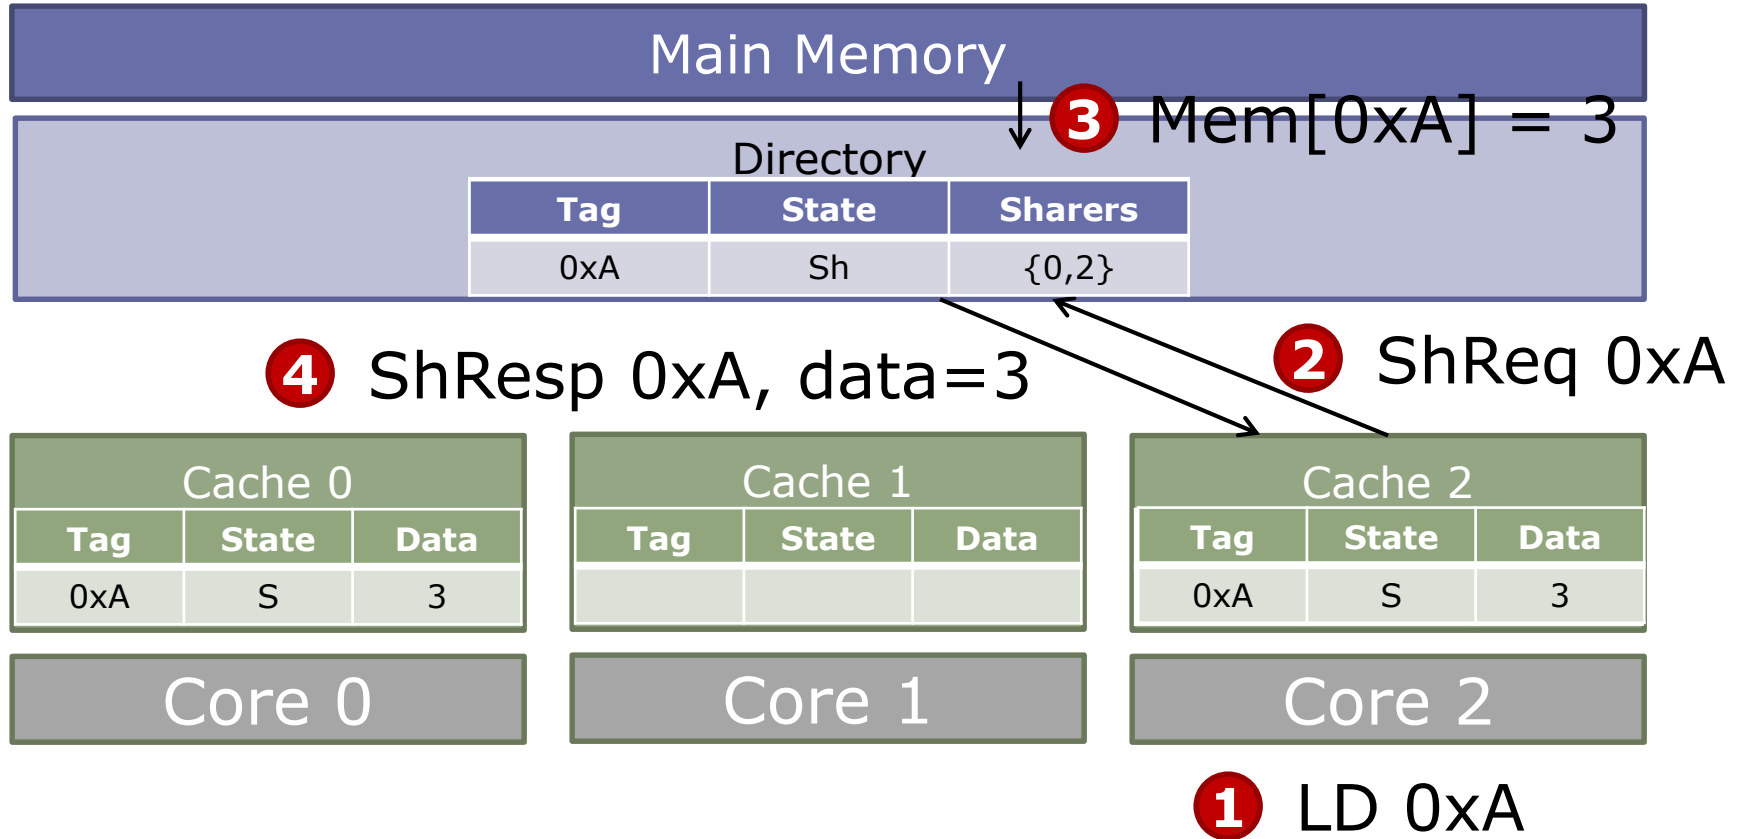 Main Memory
3 Mem[0xA] = 3
Directory
Tag State Sharers
0xA Sh {0,2}
2 ShReq 0xA
4 ShResp 0xA, data=3
Cache 0
Tag State Data
0xA S 3
Core 0
Cache 1
Tag State Data
Core 1
Cache 2
Tag State Data
0xA S 3
Core 2
1 LD 0xA